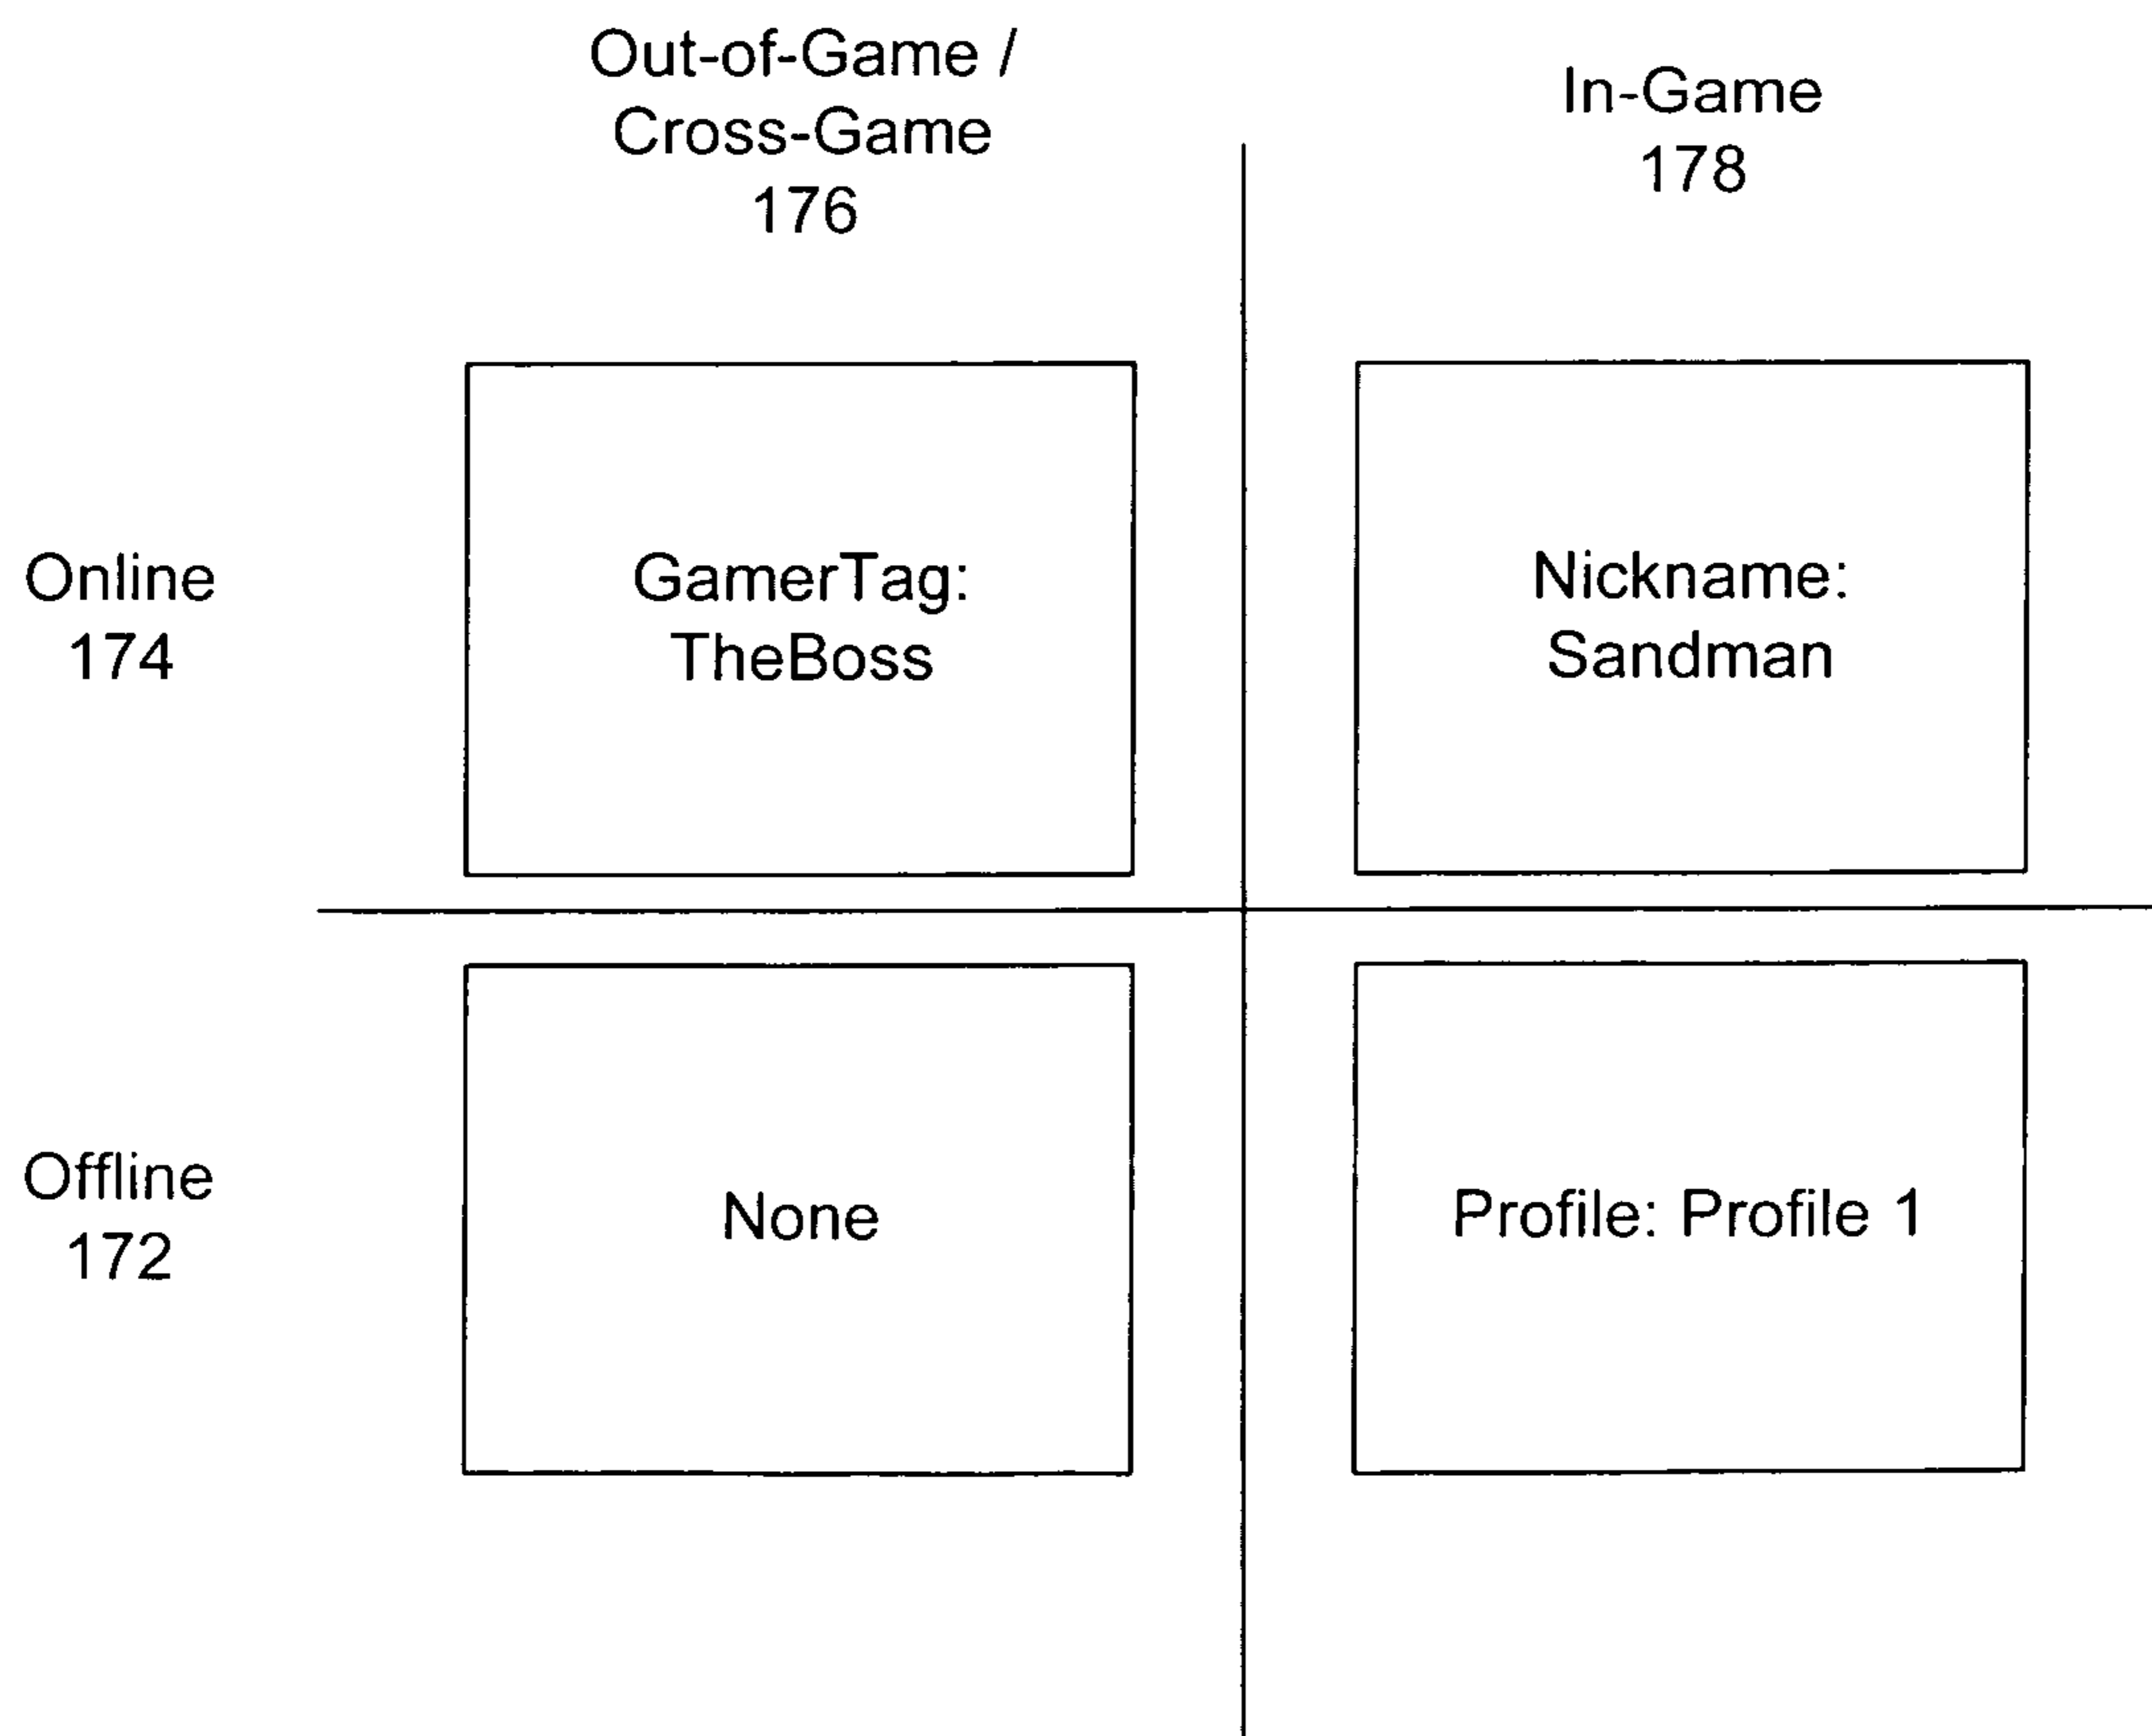 Out-of-Game /
Cross-Game
176
In-Game
178
Online
174
GamerTag:
TheBoss
Nickname:
Sandman
Offline
172
None
Profile: Profile 1